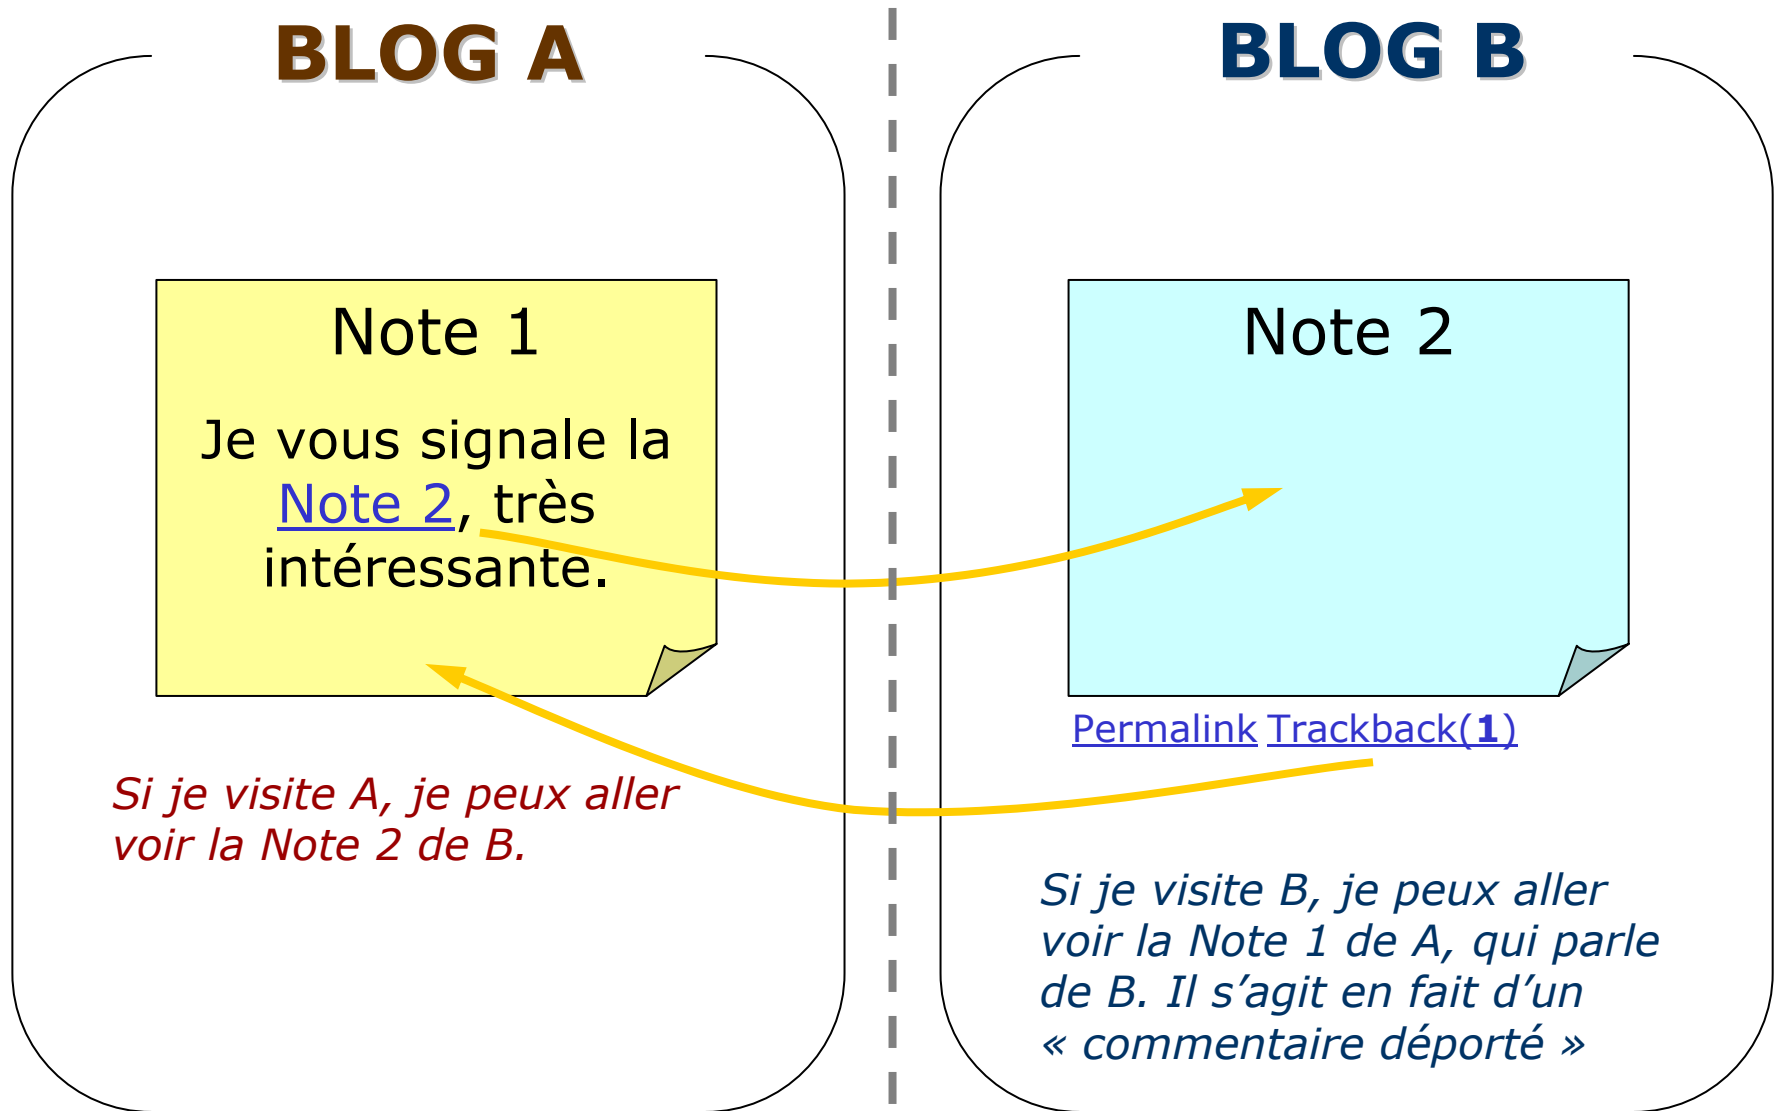 BLOG A
Note 1
Je vous signale la
Note 2, très
intéressante.
Si je visite A, je peux aller
voir la Note 2 de B.
BLOG B
Note 2
Permalink Trackback(1)
Si je visite B, je peux aller
voir la Note 1 de A, qui parle
de B. Il s’agit en fait d’un
« commentaire déporté »